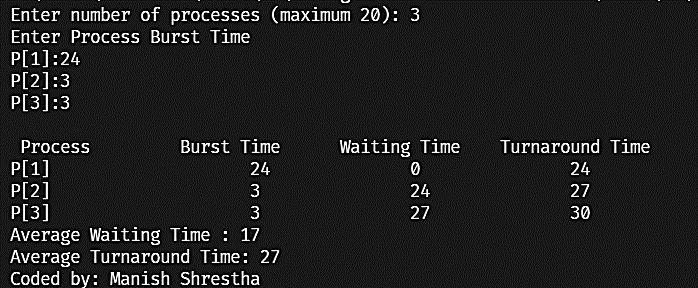 Enter number of processes (maximum 20): 3
Enter Process Burst Time
P[1]:24
P[2]:3
P[3]:3
Process Burst Time Waiting Time Turnaround Time
P[1] 24 0 24
P[2] 3 24 27
P[3] 3 27 30
Average Waiting Time : 17
Average Turnaround Time: 27
Coded by: Manish Shrestha